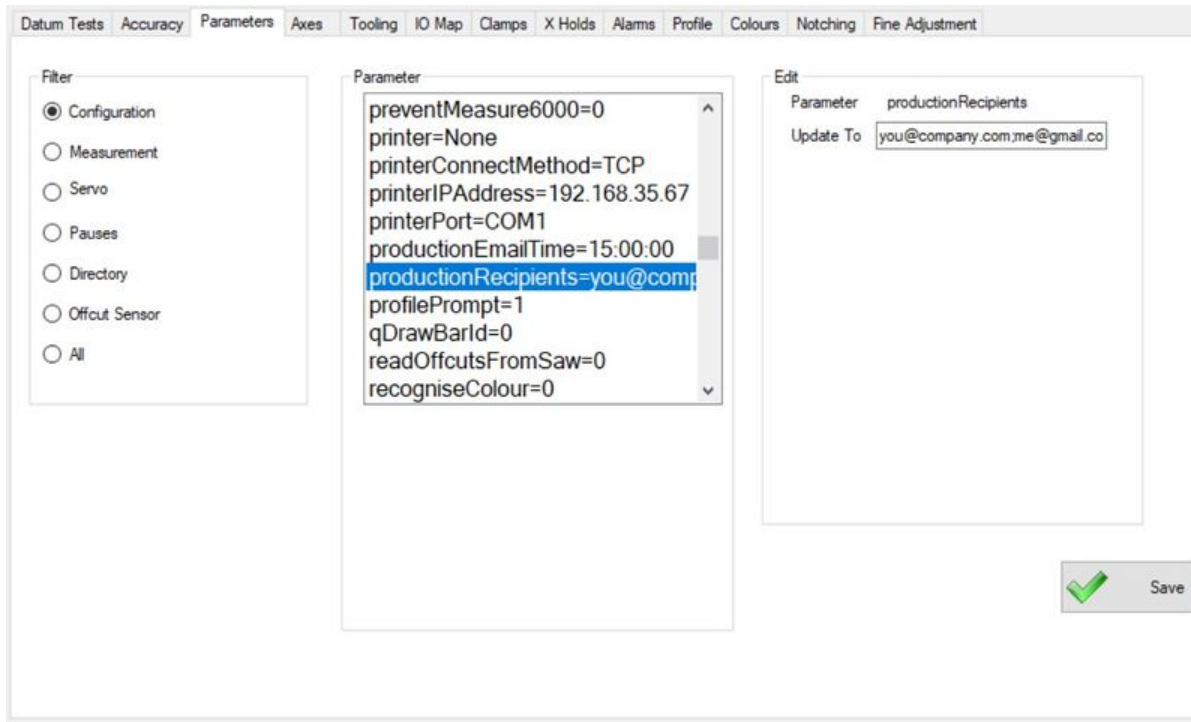 Datum Tests Accuracy Parameters Axes Tooling IO Map Clamps X Holds Alarms Profile Colours Notching Fine Adjustment
Filter
Configuration
Measurement
Servo
Pauses
Directory
Offcut Sensor
All
Parameter
preventMeasure6000=0
printer=None
printerConnectMethod=TCP
printerIPAddress=192.168.35.67
printerPort=COM1
productionEmailTime=15:00:00
productionRecipients=you@comp
profilePrompt=1
qDrawBarId=0
readOffcutsFromSaw=0
recogniseColour=0
Edit
Parameter productionRecipients
Update To you@company.com;me@gmail.co
Save